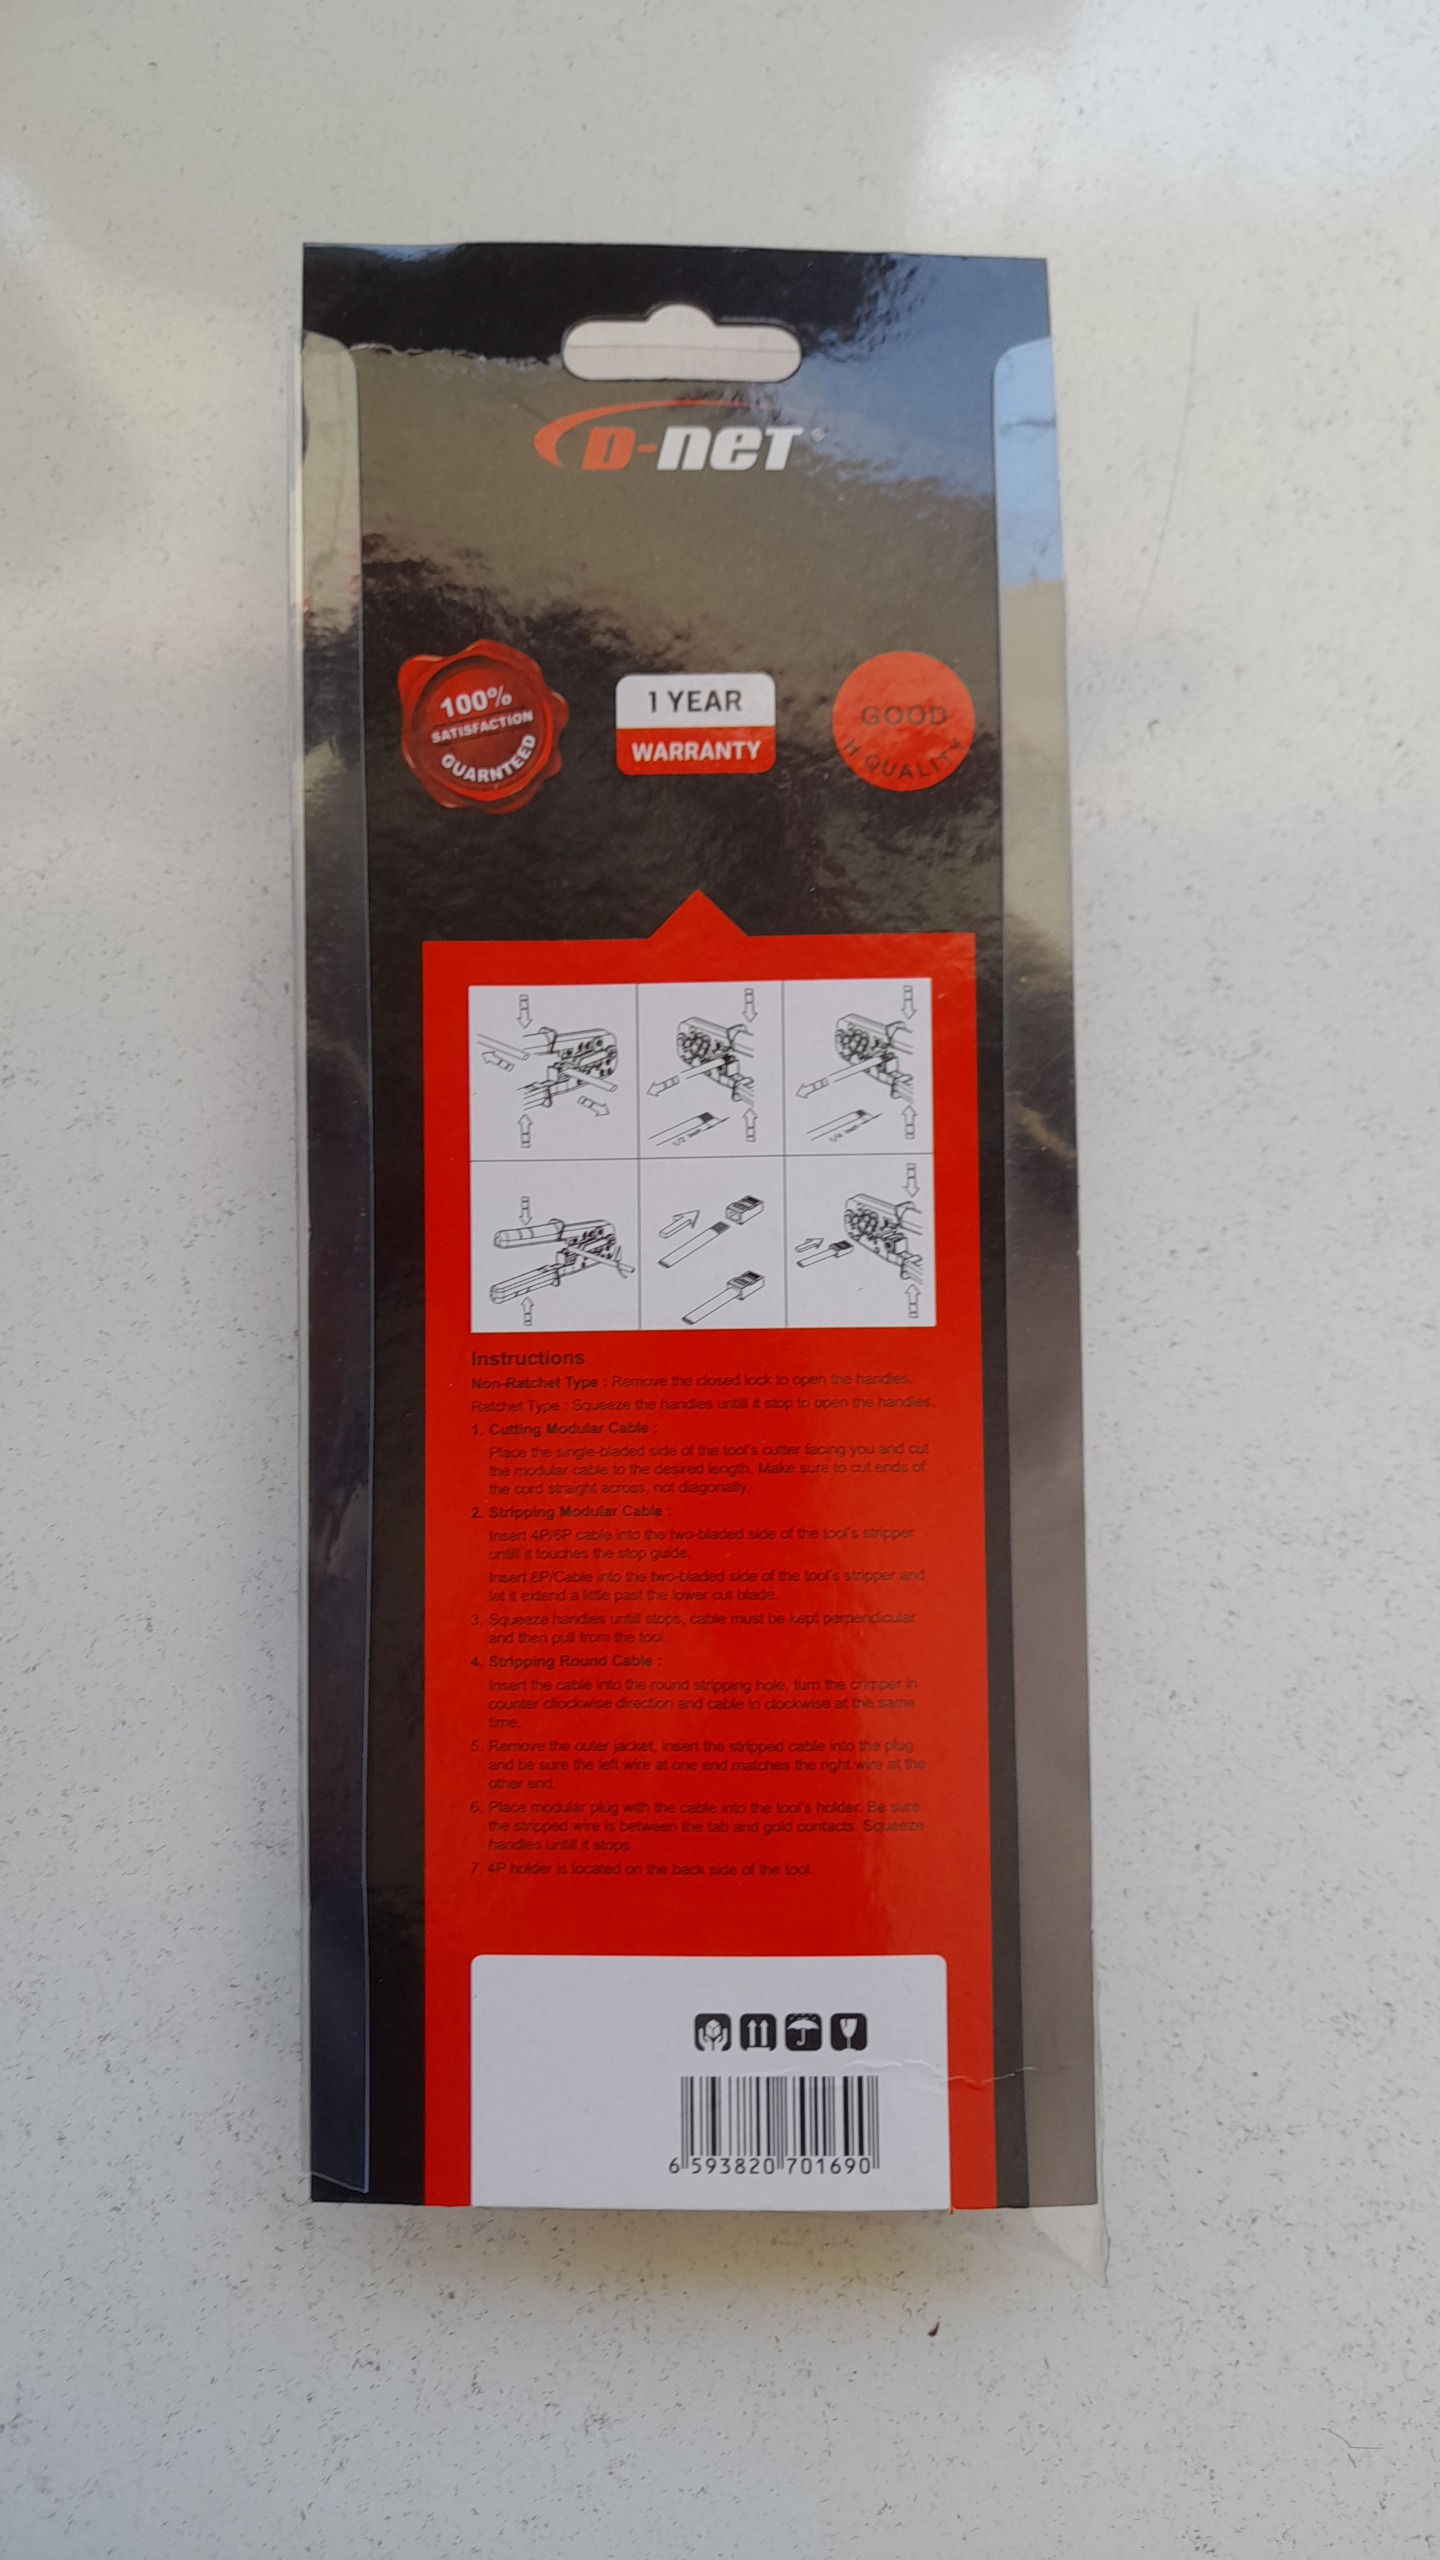 D-NET
100%
SATISFACTION
GUARNTEED
1 YEAR
WARRANTY
GOOD
H QUALITY
Instructions
Non-Ratchet Type : Remove the closed lock to open the handles.
Ratchet Type : Squeeze the handles untill it stop to open the handles.
1. Cutting Modular Cable :
Place the single-bladed side of the tool's cutter facing you and cut
the modular cable to the desired length. Make sure to cut ends of
the cord straight across, not diagonally.
2. Stripping Modular Cable :
Insert 4P/6P cable into the two-bladed side of the tool's stripper
untill it touches the stop guide.
Insert 8P/Cable into the two-bladed side of the tool's stripper and
let it extend a little past the lower cut blade.
3. Squeeze handles untill stops, cable must be kept perpendicular
and then pull from the tool.
4. Stripping Round Cable :
Insert the cable into the round stripping hole, turn the crimper in
counter cliockwise direction and cable in clockwise at the same
time.
5. Remove the outer jacket, insert the stripped cable into the plug
and be sure the left wire at one end matches the right wire at the
other end.
6. Place modular plug with the cable into the tool's holder. Be sure
the stripped wire is between the tab and gold contacts. Squeeze
handles untill it stops.
7. 4P holder is located on the back side of the tool.
6 593820 701690